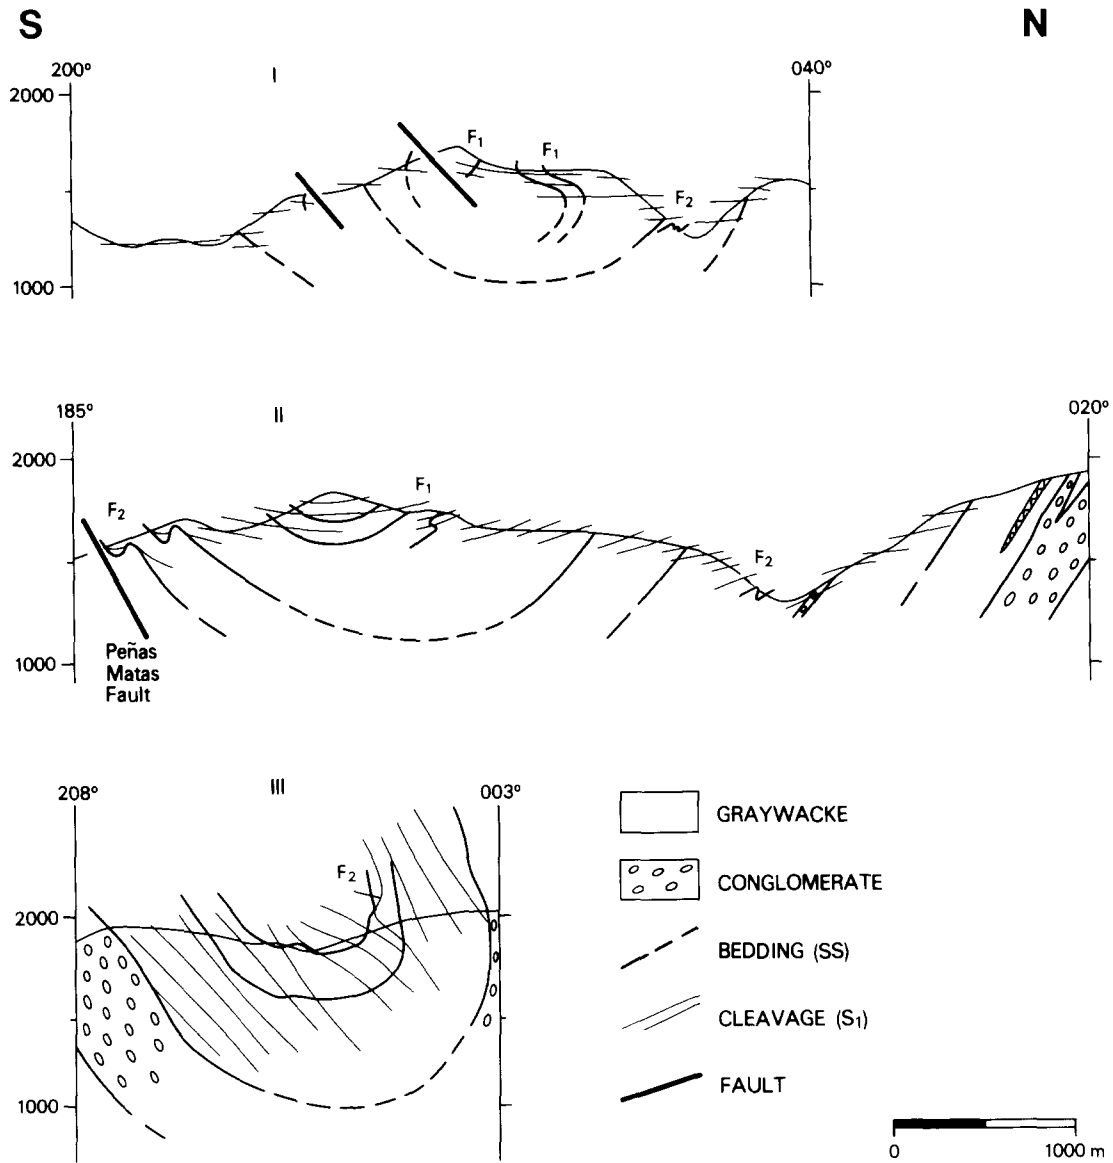 S N
200° I 040°
2000
F₁ F₁
F₂
1000
185° II 020°
2000
F₁
F₂
F₂
1000
Peñas
Matas
Fault
208° III 003°
F₂
2000
1000
GRAYWACKE
CONGLOMERATE
BEDDING (SS)
CLEAVAGE (S₁)
FAULT
0 1000 m